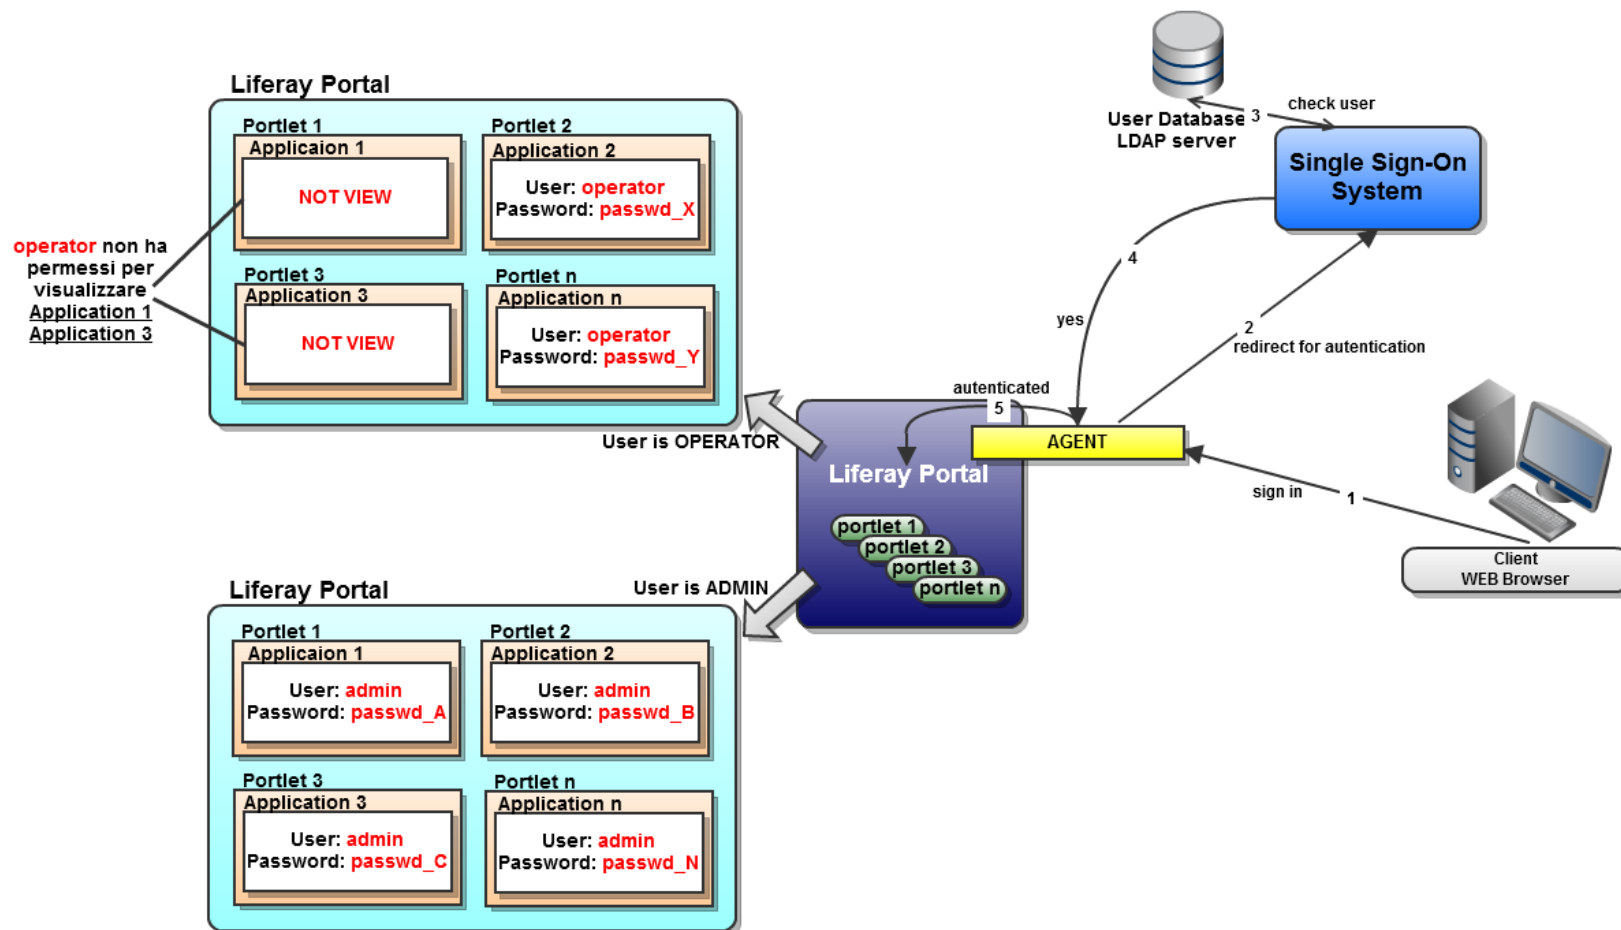 Liferay Portal
Portlet 1
Applicaion 1
NOT VIEW
Portlet 2
Application 2
User: operator
Password: passwd_X
Portlet 3
Application 3
NOT VIEW
Portlet n
Application n
User: operator
Password: passwd_Y
operator non ha
permessi per
visualizzare
Application 1
Application 3
User is OPERATOR
Liferay Portal
Portlet 1
Applicaion 1
User: admin
Password: passwd_A
Portlet 2
Application 2
User: admin
Password: passwd_B
Portlet 3
Application 3
User: admin
Password: passwd_C
Portlet n
Application n
User: admin
Password: passwd_N
User is ADMIN
Liferay Portal
portlet 1
portlet 2
portlet 3
portlet n
autenticated
5
AGENT
yes
4
2
redirect for autentication
User Database
LDAP server
3
check user
Single Sign-On
System
sign in
1
Client
WEB Browser